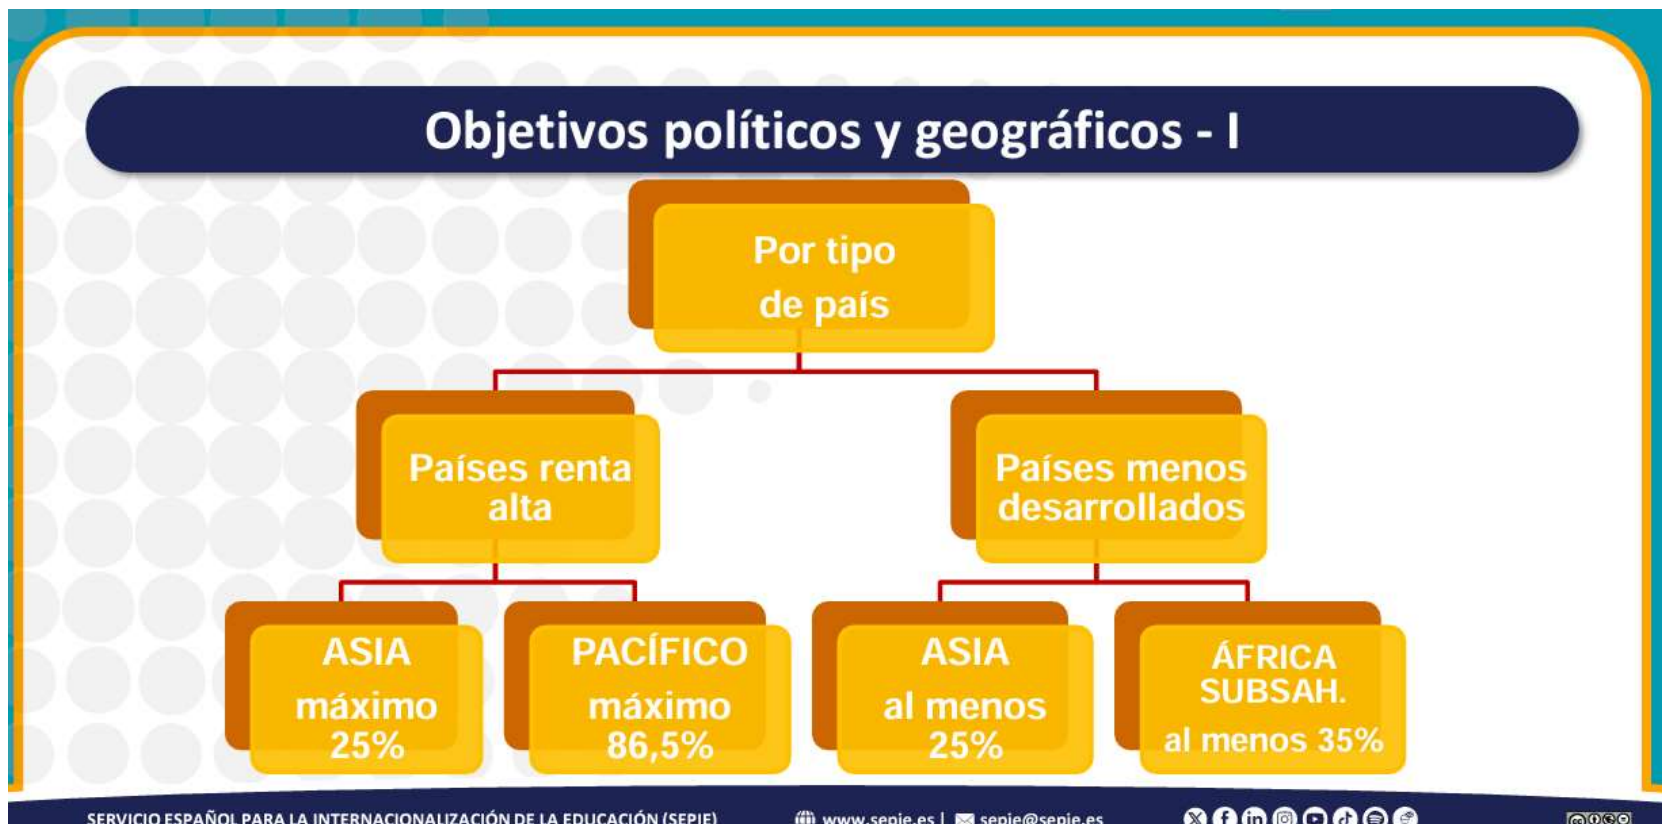 Objetivos políticos y geográficos - I
Por tipo
de país
Países renta
alta
Países menos
desarrollados
ASIA
máximo
25%
PACÍFICO
máximo
86,5%
ASIA
al menos
25%
ÁFRICA
SUBSAH.
al menos 35%
SERVICIO ESPAÑOL PARA LA INTERNACIONALIZACIÓN DE LA EDUCACIÓN (SEPIE)
www.sepie.es | sepie@sepie.es